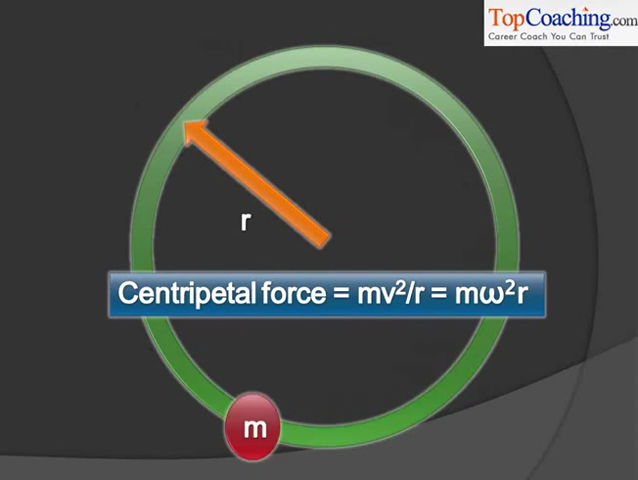 TopCoaching.com
Career Coach You Can Trust
r
Centripetal force = mv²/r = mω²r
m